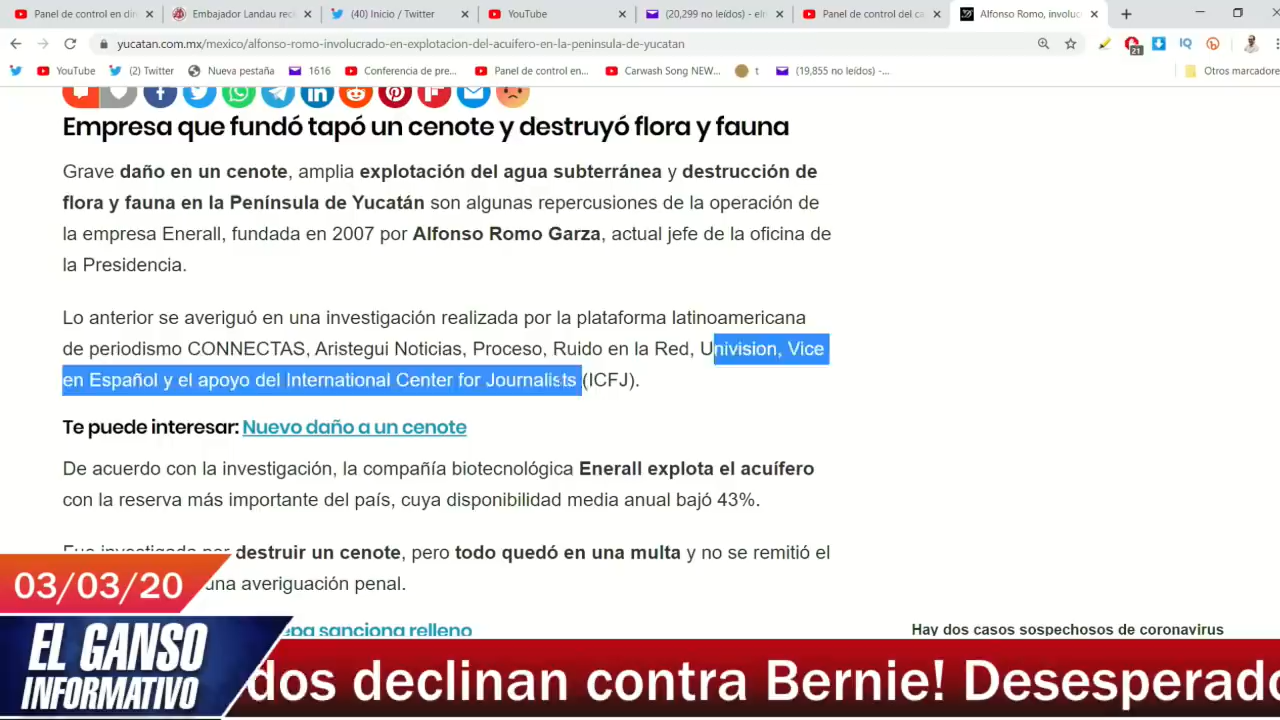 Panel de control en din
Embajador Landau rec
(40) Inicio / Twitter
YouTube
(20,299 no leídos) - eln
Panel de control del ca
Alfonso Romo, involuc
yucatan.com.mx/mexico/alfonso-romo-involucrado-en-explotacion-del-acuifero-en-la-peninsula-de-yucatan
21
IQ
YouTube
(2) Twitter
Nueva pestaña
1616
Conferencia de pre...
Panel de control en...
Carwash Song NEW...
t
(19,855 no leídos) -...
Otros marcadore
Empresa que fundó tapó un cenote y destruyó flora y fauna
Grave daño en un cenote, amplia explotación del agua subterránea y destrucción de
flora y fauna en la Península de Yucatán son algunas repercusiones de la operación de
la empresa Enerall, fundada en 2007 por Alfonso Romo Garza, actual jefe de la oficina de
la Presidencia.
Lo anterior se averiguó en una investigación realizada por la plataforma latinoamericana
de periodismo CONNECTAS, Aristegui Noticias, Proceso, Ruido en la Red, Univision, Vice
en Español y el apoyo del International Center for Journalists (ICFJ).
Te puede interesar: Nuevo daño a un cenote
De acuerdo con la investigación, la compañía biotecnológica Enerall explota el acuífero
con la reserva más importante del país, cuya disponibilidad media anual bajó 43%.
Fue investigada por destruir un cenote, pero todo quedó en una multa y no se remitió el
una averiguación penal.
epa sanciona relleno
Hay dos casos sospechosos de coronavirus
03/03/20
EL GANSO
INFORMATIVO
dos declinan contra Bernie! Desesperado